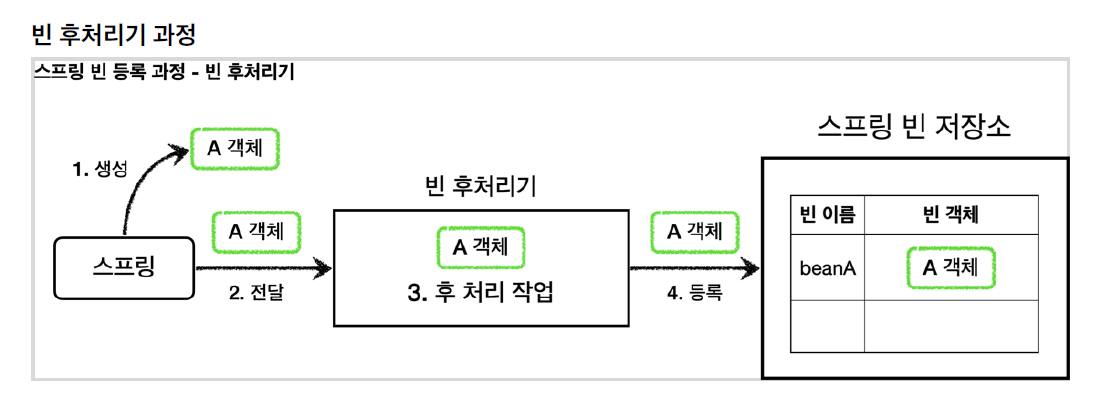 빈 후처리기 과정
스프링 빈 등록 과정 - 빈 후처리기
스프링 빈 저장소
A 객체
1. 생성
빈 후처리기
빈 이름
빈 객체
A 객체
A 객체
A 객체
스프링
beanA
A 객체
2. 전달
3. 후 처리 작업
4. 등록